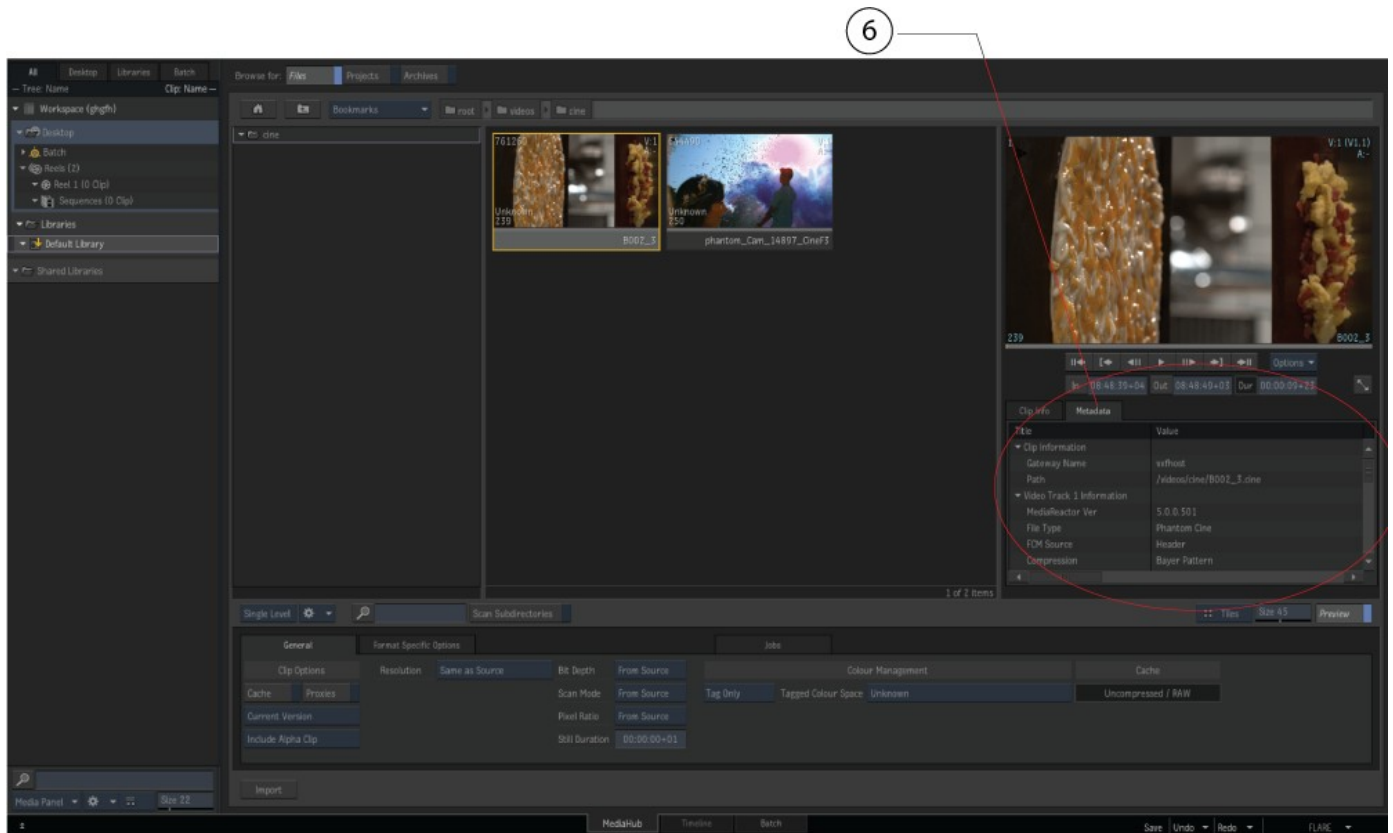 6
All Desktop Libraries Batch
Tree: Name Clip: Name
Workspace (ghgfh)
Desktop
Batch
Reels (2)
Reel 1 (0 Clip)
Sequences (0 Clip)
Libraries
Default Library
Shared Libraries
Media Panel Size 22
Browse for: Files Projects Archives
Bookmarks root videos cine
cine
V:1
A:-
Unknown
239
B002_3
Unknown
250
phantom_Cam_14897_CineF3
1 of 2 items
1 V:1 (V1.1)
A:-
239 B002_3
Options
In 08:48:39+04 Out 08:48:49+03 Dur 00:00:09+23
Clip Info Metadata
Title Value
Clip Information
Gateway Name vxfhost
Path /videos/cine/B002_3.cine
Video Track 1 Information
MediaReactor Ver 5.0.0.501
File Type Phantom Cine
FCM Source Header
Compression Bayer Pattern
Single Level Scan Subdirectories Tiles Size 45 Preview
General Format Specific Options Jobs
Clip Options Resolution Same as Source Bit Depth From Source Colour Management Cache
Cache Proxies Scan Mode From Source Tag Only Tagged Colour Space Unknown Uncompressed / RAW
Current Version Pixel Ratio From Source
Include Alpha Clip Still Duration 00:00:00+01
Import
MediaHub Timeline Batch Save Undo Redo FLARE